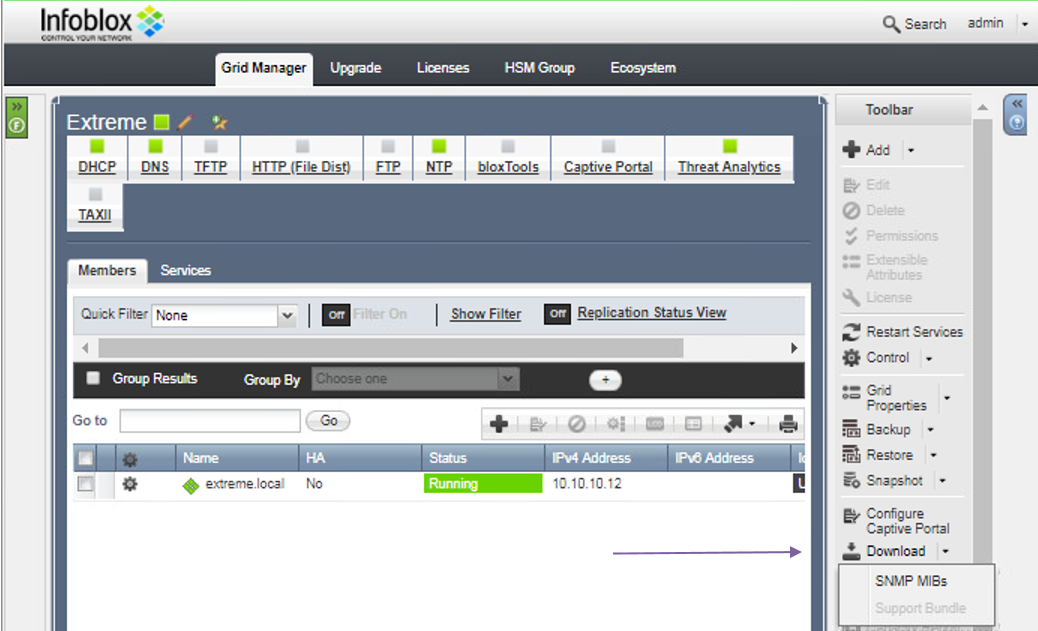 Infoblox
CONTROL YOUR NETWORK
Search
admin
Grid Manager
Upgrade
Licenses
HSM Group
Ecosystem
Extreme
DHCP
DNS
TFTP
HTTP (File Dist)
FTP
NTP
bloxTools
Captive Portal
Threat Analytics
TAXII
Members
Services
Quick Filter
None
Off
Filter On
Show Filter
Off
Replication Status View
Group Results
Group By
Choose one
+
Go to
Go
Name
HA
Status
IPv4 Address
IPv6 Address
extreme.local
No
Running
10.10.10.12
Toolbar
Add
Edit
Delete
Permissions
Extensible
Attributes
License
Restart Services
Control
Grid
Properties
Backup
Restore
Snapshot
Configure
Captive Portal
Download
SNMP MIBs
Support Bundle